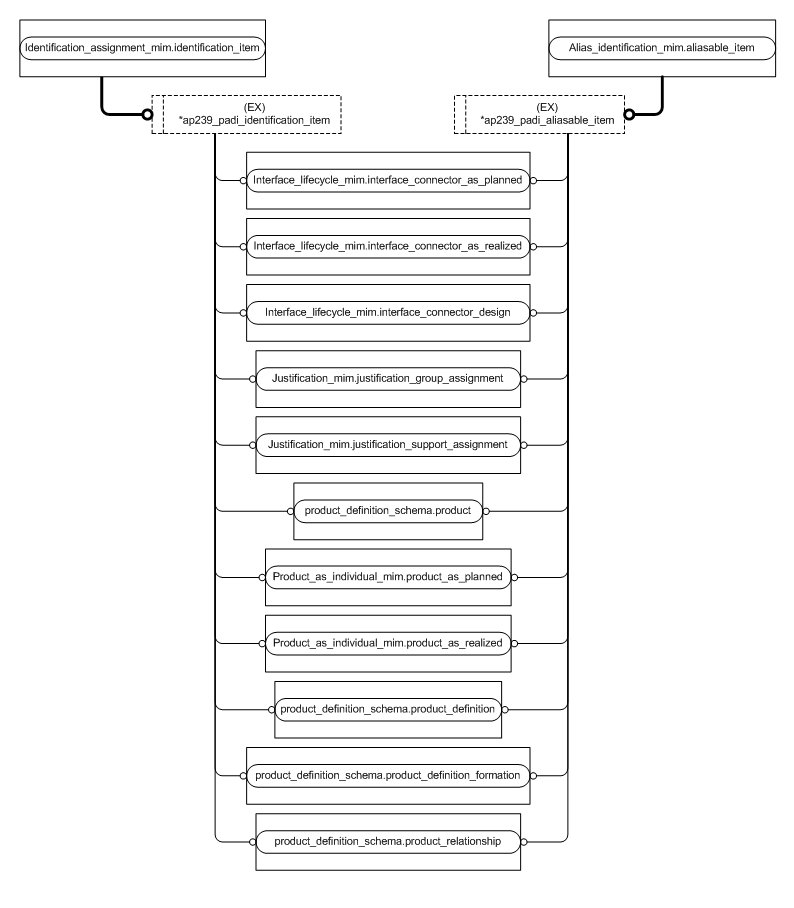 Identification_assignment_mim.identification_item
Alias_identification_mim.aliasable_item
(EX)
*ap239_padi_identification_item
(EX)
*ap239_padi_aliasable_item
Interface_lifecycle_mim.interface_connector_as_planned
Interface_lifecycle_mim.interface_connector_as_realized
Interface_lifecycle_mim.interface_connector_design
Justification_mim.justification_group_assignment
Justification_mim.justification_support_assignment
product_definition_schema.product
Product_as_individual_mim.product_as_planned
Product_as_individual_mim.product_as_realized
product_definition_schema.product_definition
product_definition_schema.product_definition_formation
product_definition_schema.product_relationship